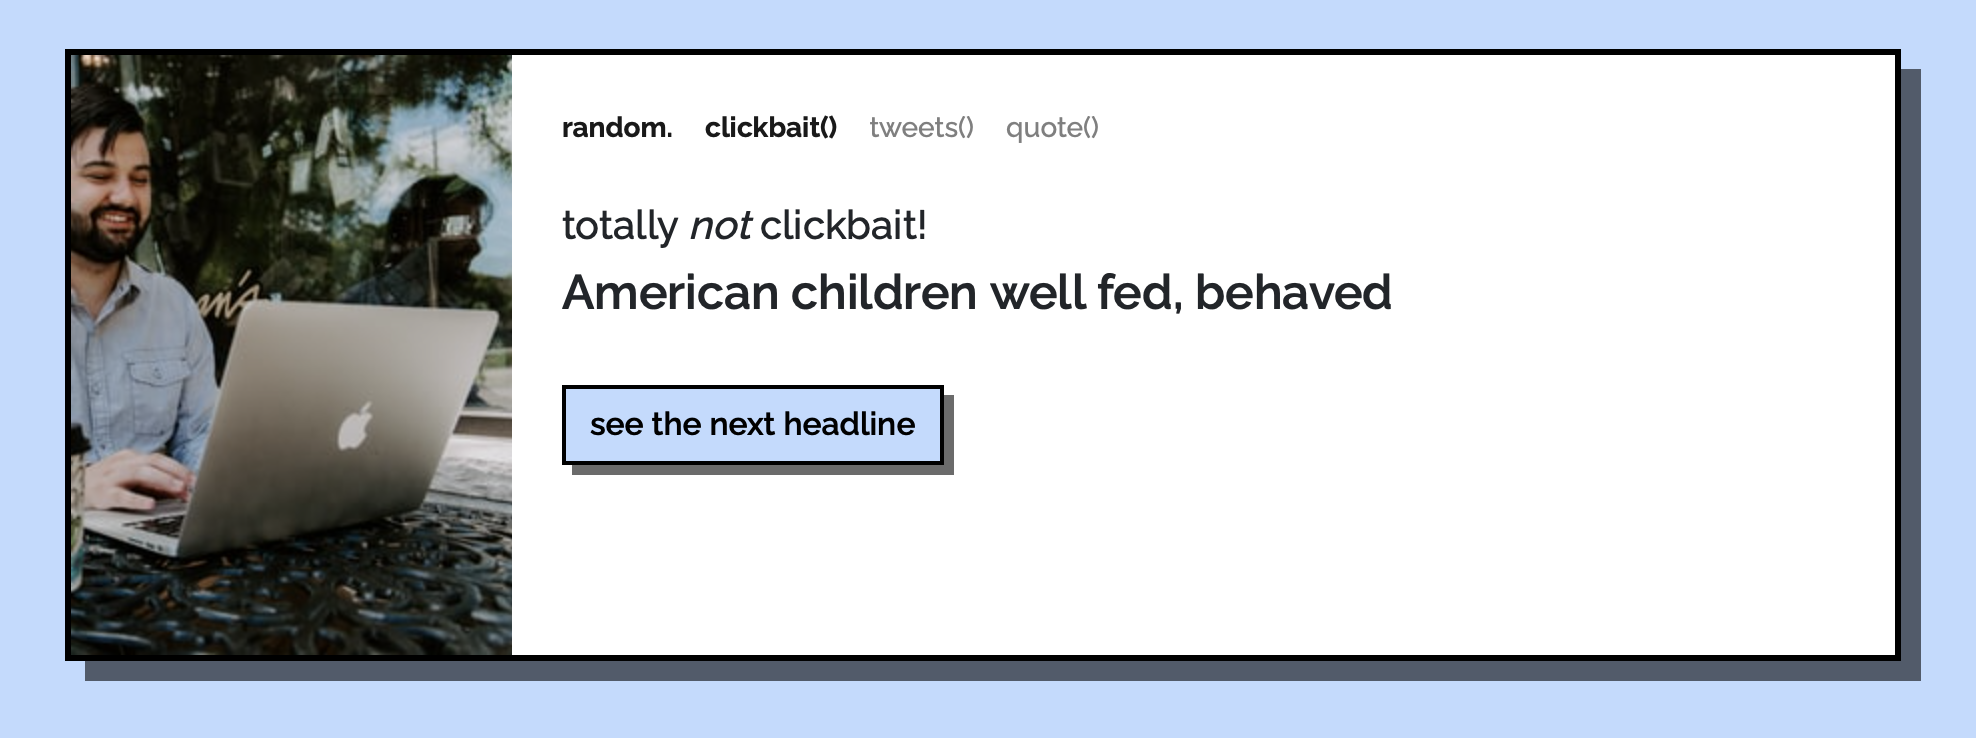 random. clickbait() tweets() quote()
totally not clickbait!
American children well fed, behaved
see the next headline